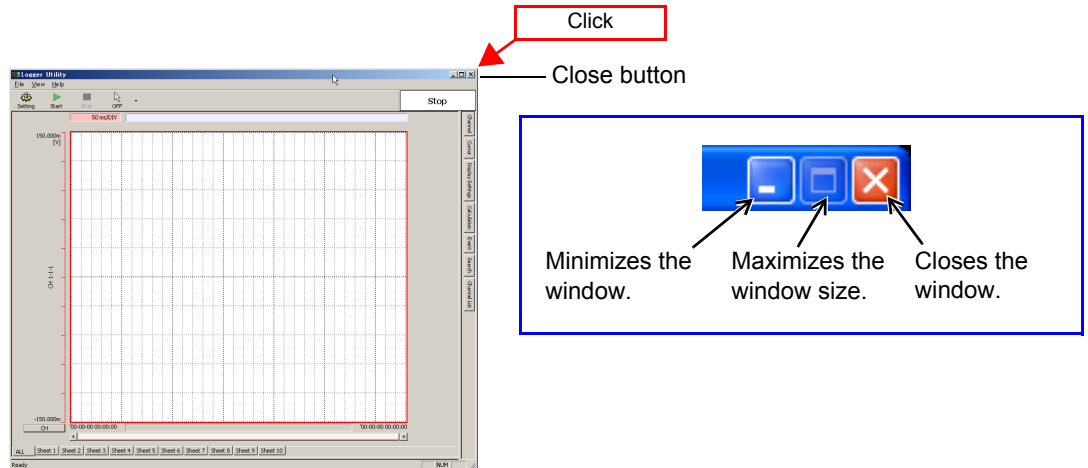 Click
Close button
Logger Utility
File View Help
Setting Start Stop OFF
Stop
50 ms/DIV
150.000m
[V]
CH 1-1-1
-150.000m
CH
'00-00-00 00:00:00
'00-00-00 00:00:00
Channel
Cursor
Display Settings
Calculation
Event
Search
Channel List
ALL Sheet 1 Sheet 2 Sheet 3 Sheet 4 Sheet 5 Sheet 6 Sheet 7 Sheet 8 Sheet 9 Sheet 10
Ready
NUM
Minimizes the
window.
Maximizes the
window size.
Closes the
window.